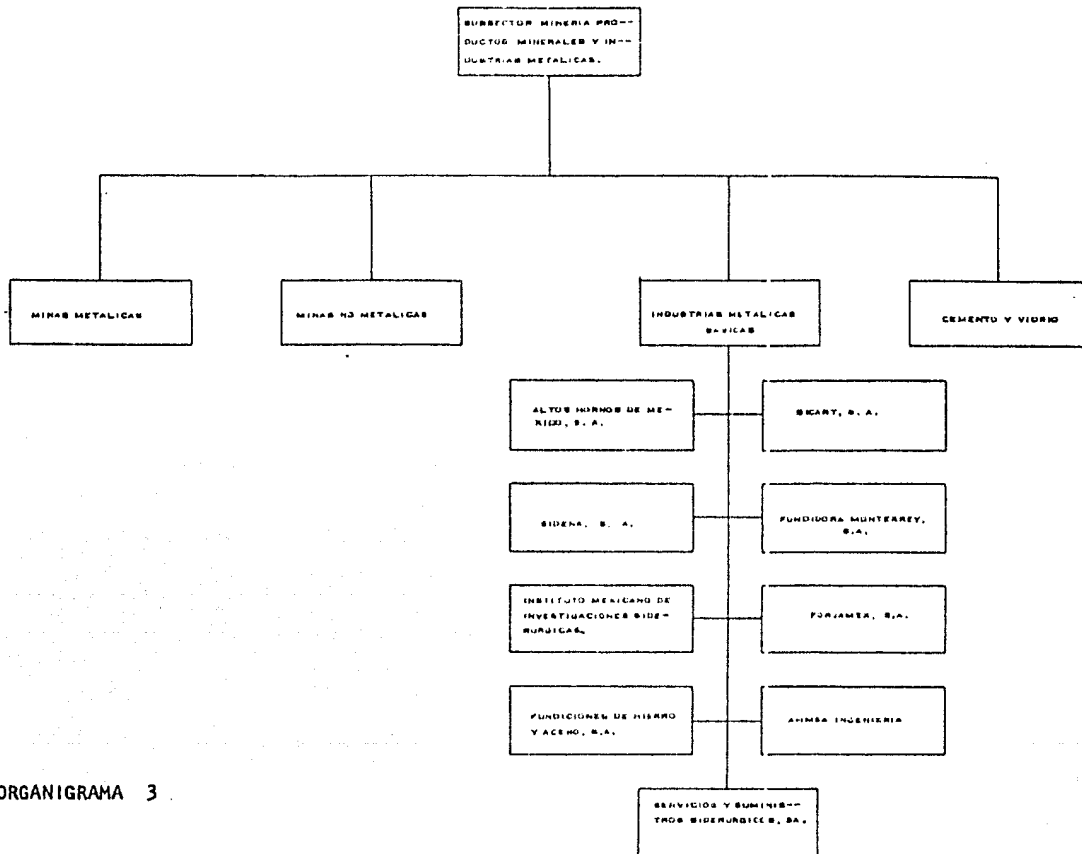 SUBSECTOR MINERIA PRO--
DUCTOS MINERALES Y IN--
DUSTRIAS METALICAS.
MINAS METALICAS
MINAS NO METALICAS
INDUSTRIAS METALICAS
BASICAS
CEMENTO Y VIDRIO
ALTOS HORNOS DE ME-
XICO, S. A.
SICART, S. A.
SIDENA, S. A.
FUNDIDORA MONTERREY,
S.A.
INSTITUTO MEXICANO DE
INVESTIGACIONES SIDE-
RURGICAS.
FORJAMEX, S.A.
FUNDICIONES DE HIERRO
Y ACERO, S.A.
AHMSA INGENIERIA
SERVICIOS Y SUMINIS--
TROS SIDERURGICOS, SA.
ORGANIGRAMA 3